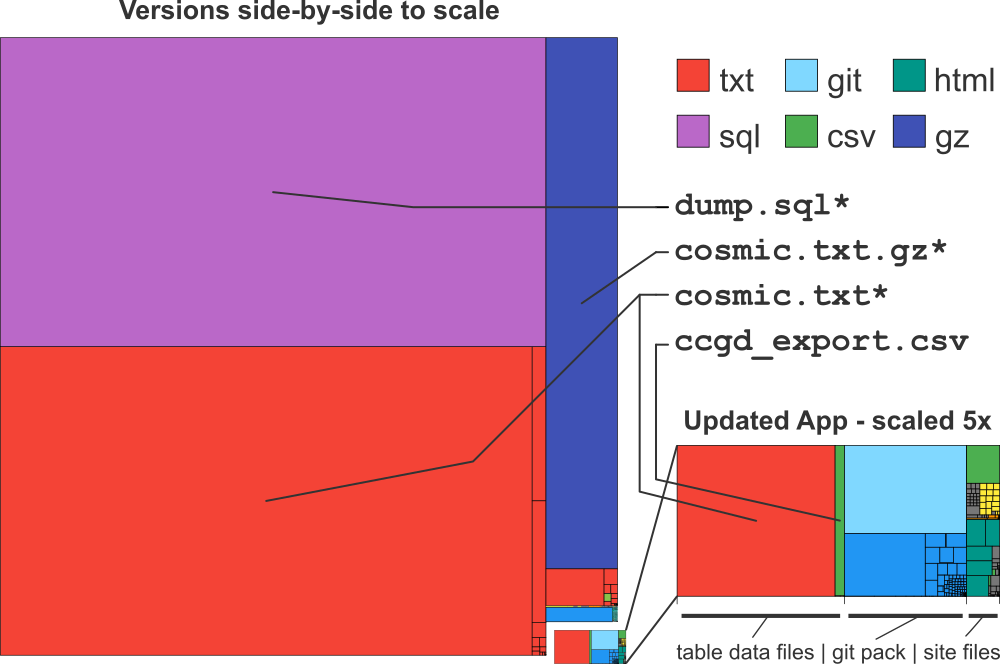 Versions side-by-side to scale
txt git html
sql csv gz
dump.sql*
cosmic.txt.gz*
cosmic.txt*
ccgd_export.csv
Updated App - scaled 5x
table data files | git pack | site files